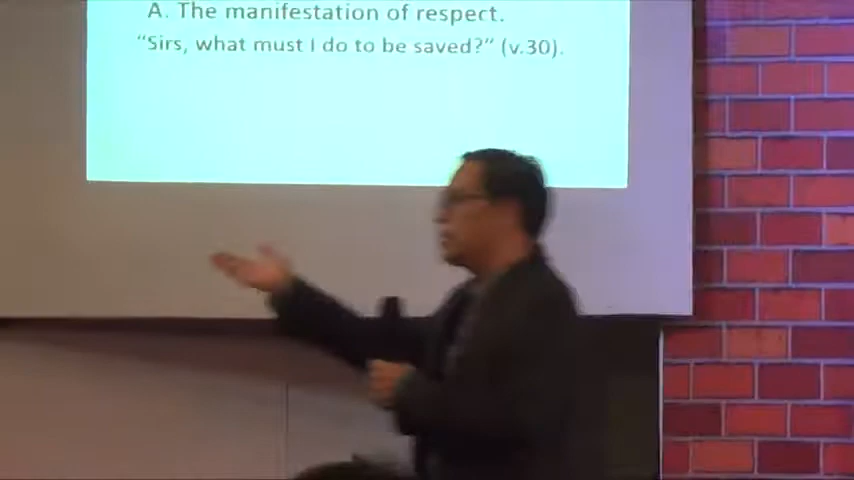 A. The manifestation of respect.
“Sirs, what must I do to be saved?” (v.30).